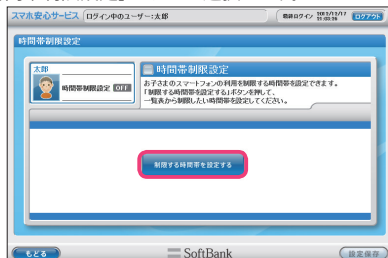 スマホ安心サービス ログイン中のユーザー:太郎
ログアウト
時間帯制限設定
太郎
時間帯制限設定 OFF
時間帯制限設定
お子さまのスマートフォンの利用を制限する時間帯を設定できます。
「制限する時間帯を設定する」ボタンを押して、
一覧表から制限したい時間帯を設定してください。
制限する時間帯を設定する
もどる
SoftBank
設定保存